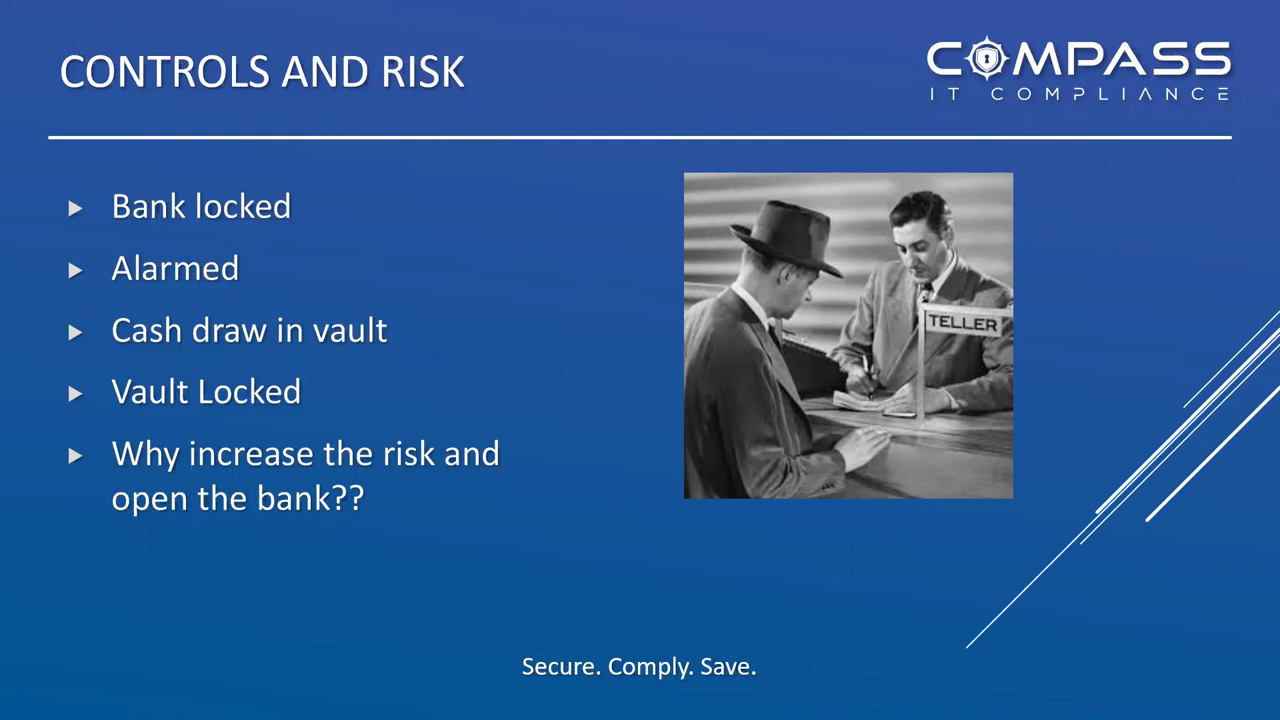 CONTROLS AND RISK
COMPASS
IT COMPLIANCE
Bank locked
Alarmed
Cash draw in vault
Vault Locked
Why increase the risk and
open the bank??
TELLER
Secure. Comply. Save.